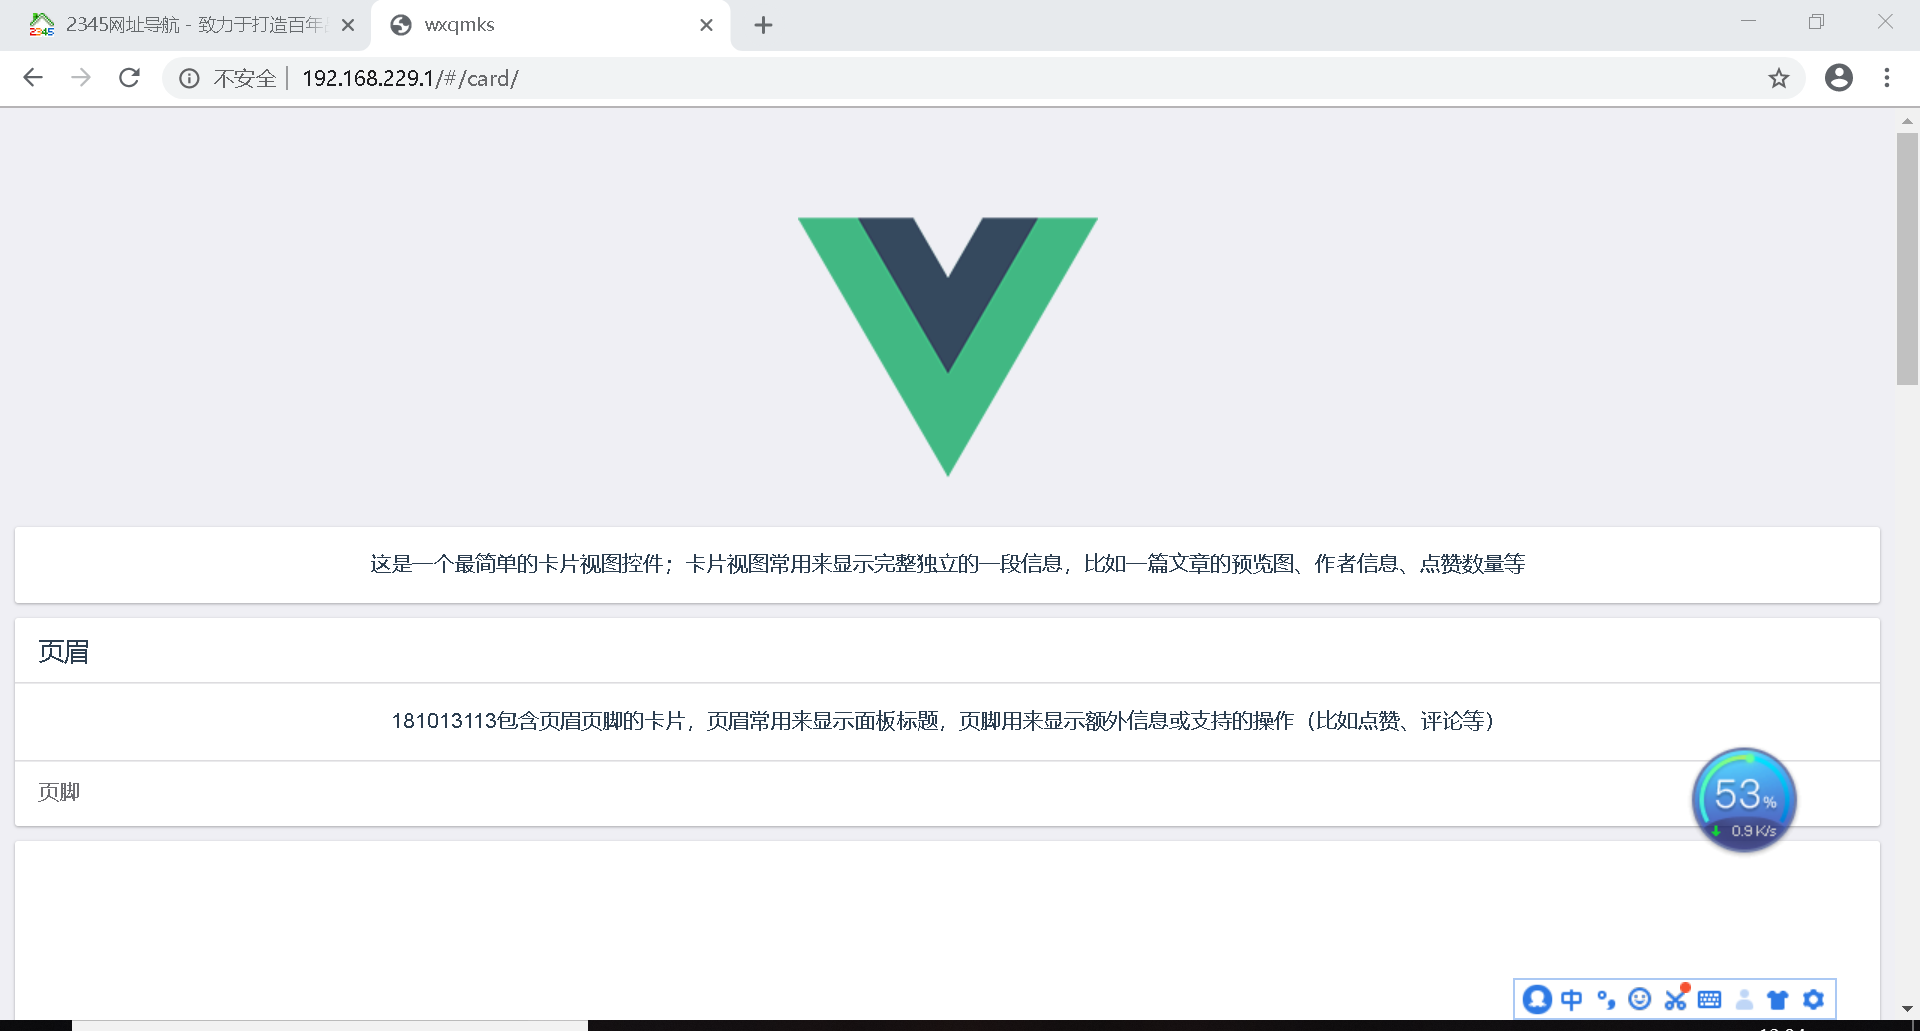 2345网址导航 - 致力于打造百年
wxqmks
不安全 192.168.229.1/#/card/
这是一个最简单的卡片视图控件；卡片视图常用来显示完整独立的一段信息，比如一篇文章的预览图、作者信息、点赞数量等
页眉
181013113包含页眉页脚的卡片，页眉常用来显示面板标题，页脚用来显示额外信息或支持的操作（比如点赞、评论等）
页脚
53%
0.9 K/s
中